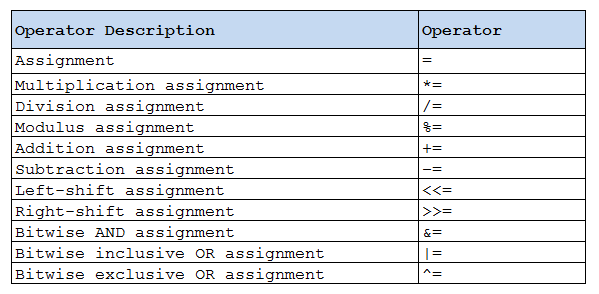 Operator Description Operator
Assignment =
Multiplication assignment *=
Division assignment /=
Modulus assignment %=
Addition assignment +=
Subtraction assignment -=
Left-shift assignment <<=
Right-shift assignment >>=
Bitwise AND assignment &=
Bitwise inclusive OR assignment |=
Bitwise exclusive OR assignment ^=